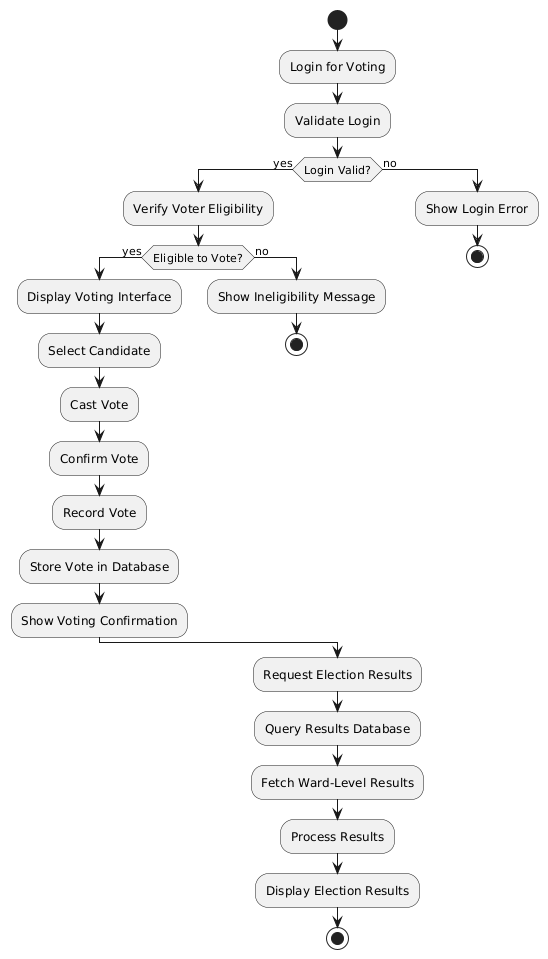 Login for Voting
Validate Login
yes
Login Valid?
no
Verify Voter Eligibility
Show Login Error
yes
Eligible to Vote?
no
Display Voting Interface
Show Ineligibility Message
Select Candidate
Cast Vote
Confirm Vote
Record Vote
Store Vote in Database
Show Voting Confirmation
Request Election Results
Query Results Database
Fetch Ward-Level Results
Process Results
Display Election Results